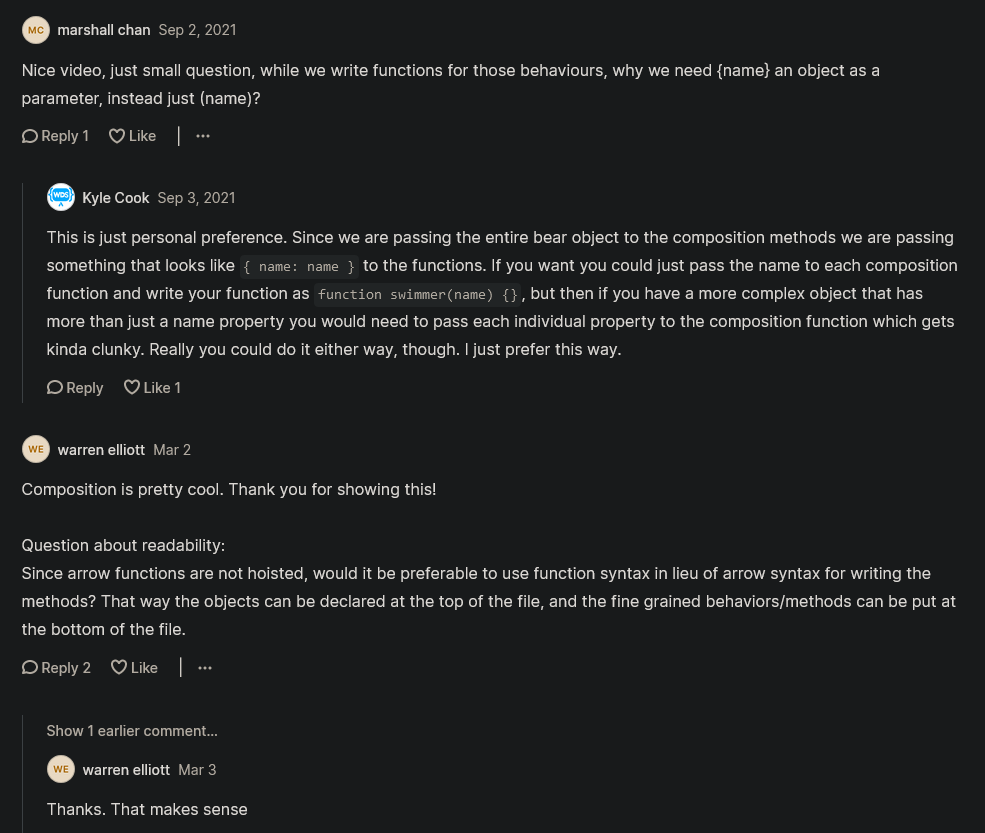 MC marshall chan Sep 2, 2021
Nice video, just small question, while we write functions for those behaviours, why we need {name} an object as a
parameter, instead just (name)?
Reply 1 Like ...
WDS Kyle Cook Sep 3, 2021
This is just personal preference. Since we are passing the entire bear object to the composition methods we are passing
something that looks like { name: name } to the functions. If you want you could just pass the name to each composition
function and write your function as function swimmer(name) {}, but then if you have a more complex object that has
more than just a name property you would need to pass each individual property to the composition function which gets
kinda clunky. Really you could do it either way, though. I just prefer this way.
Reply Like 1
WE warren elliott Mar 2
Composition is pretty cool. Thank you for showing this!
Question about readability:
Since arrow functions are not hoisted, would it be preferable to use function syntax in lieu of arrow syntax for writing the
methods? That way the objects can be declared at the top of the file, and the fine grained behaviors/methods can be put at
the bottom of the file.
Reply 2 Like ...
Show 1 earlier comment...
WE warren elliott Mar 3
Thanks. That makes sense